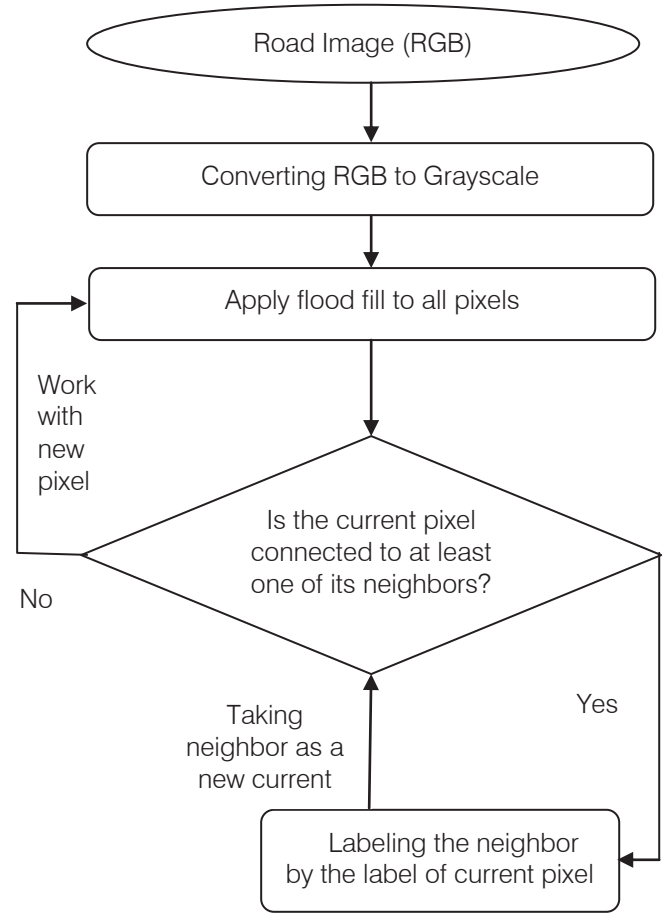 Road Image (RGB)
Converting RGB to Grayscale
Apply flood fill to all pixels
Work
with
new
pixel
Is the current pixel
connected to at least
one of its neighbors?
No
Yes
Taking
neighbor as a
new current
Labeling the neighbor
by the label of current pixel